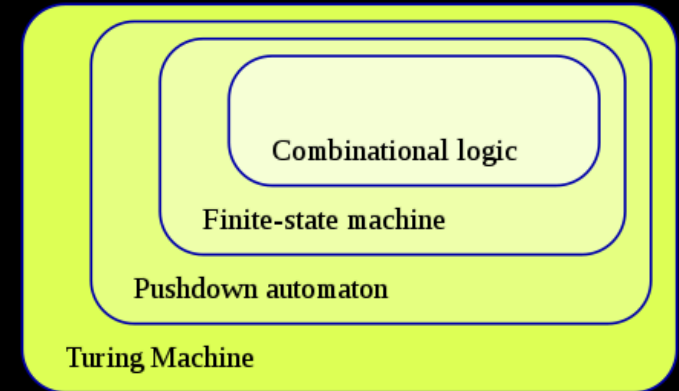 Combinational logic
Finite-state machine
Pushdown automaton
Turing Machine